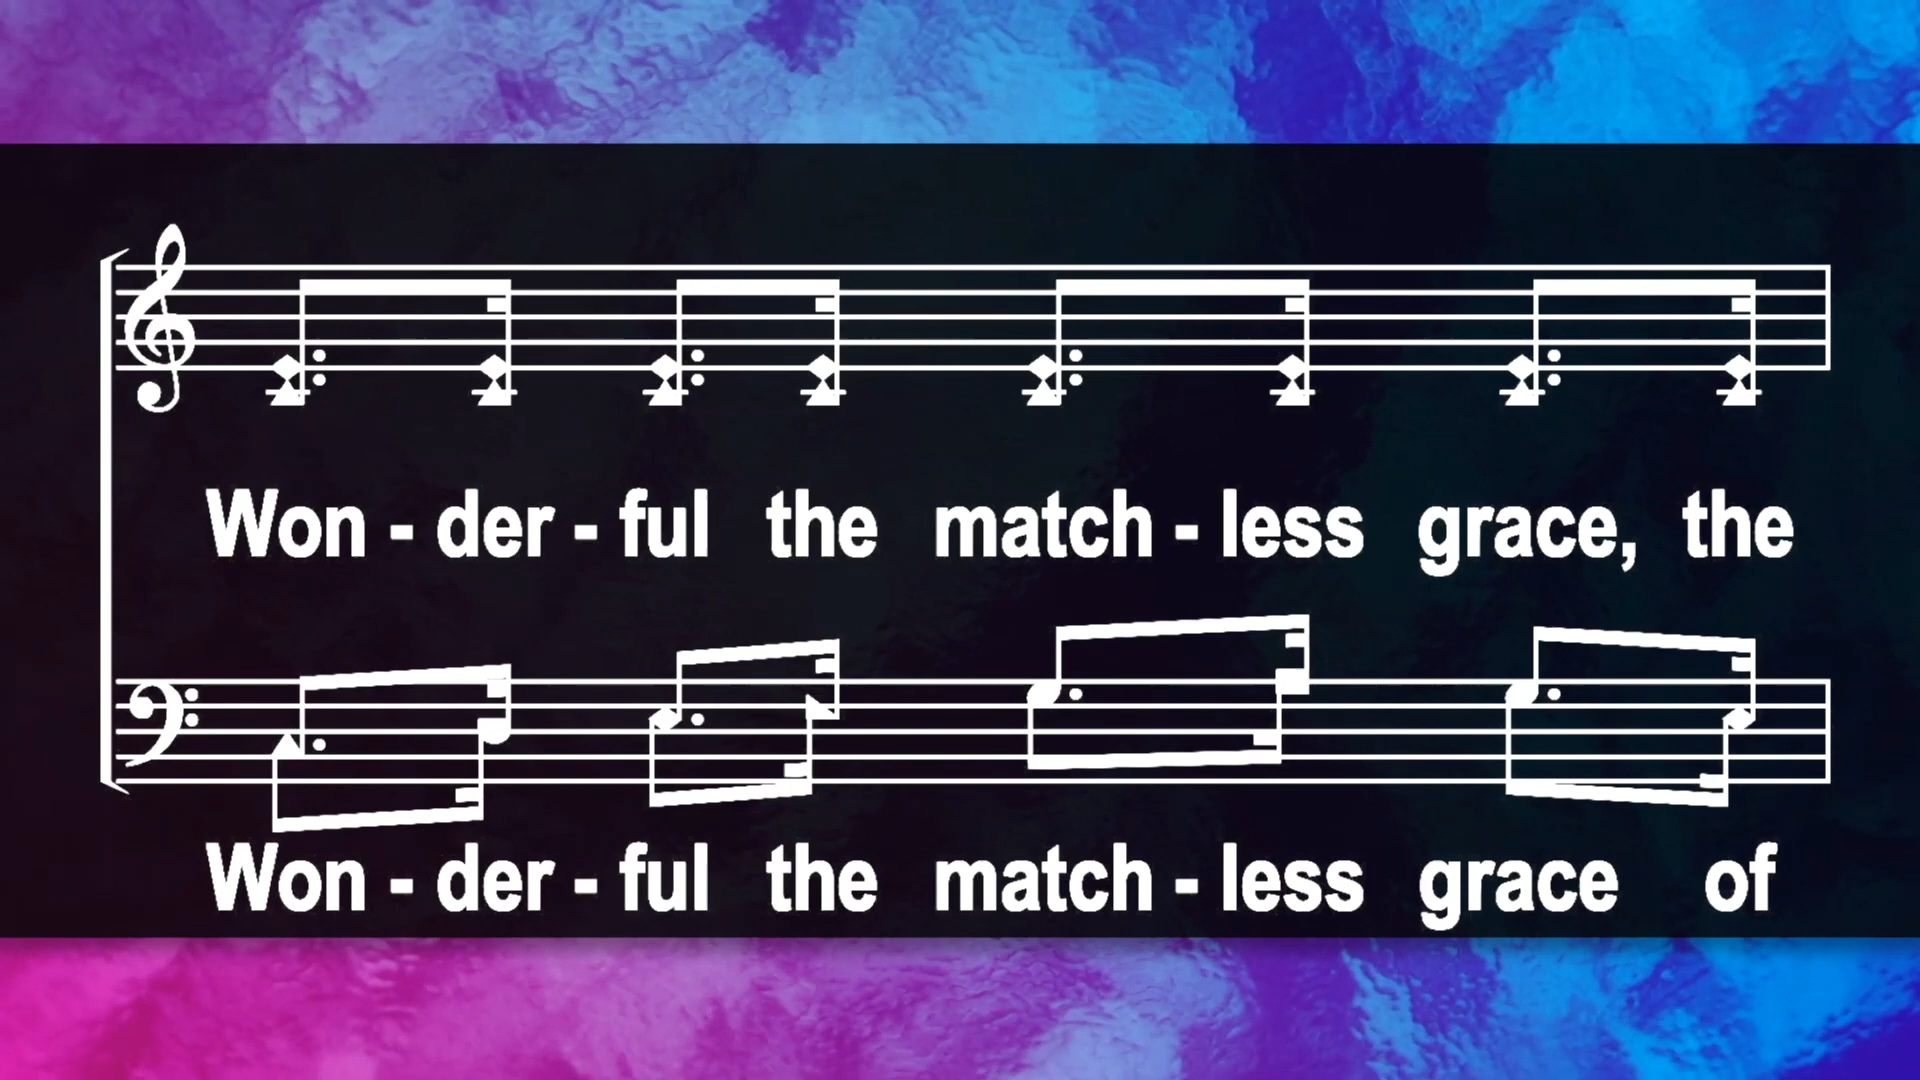 Won - der - ful the match - less grace, the
Won - der - ful the match - less grace of